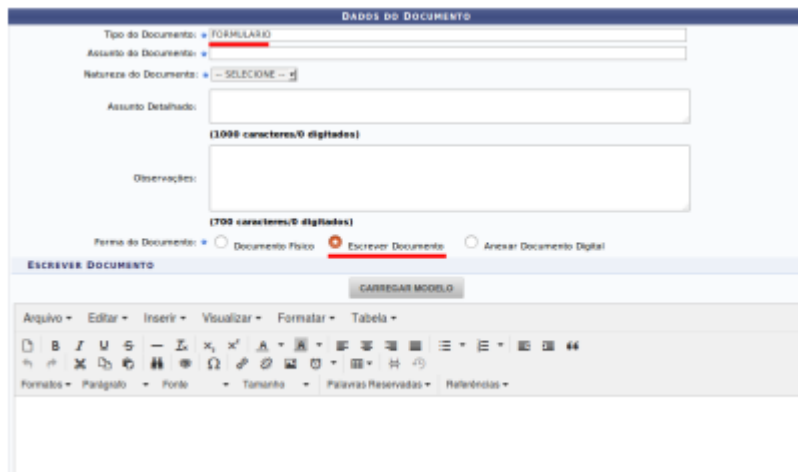 DADOS DO DOCUMENTO
Tipo do Documento: FORMULARIO
Assunto do Documento:
Natureza do Documento: -- SELECIONE --
Assunto Detalhado:
(1000 caracteres/0 digitados)
Observações:
(700 caracteres/0 digitados)
Forma do Documento: Documento Físico Escrever Documento Anexar Documento Digital
ESCREVER DOCUMENTO
CARREGAR MODELO
Arquivo Editar Inserir Visualizar Formatar Tabela
Formatos Parágrafo Fonte Tamanho Palavras Reservadas Referências